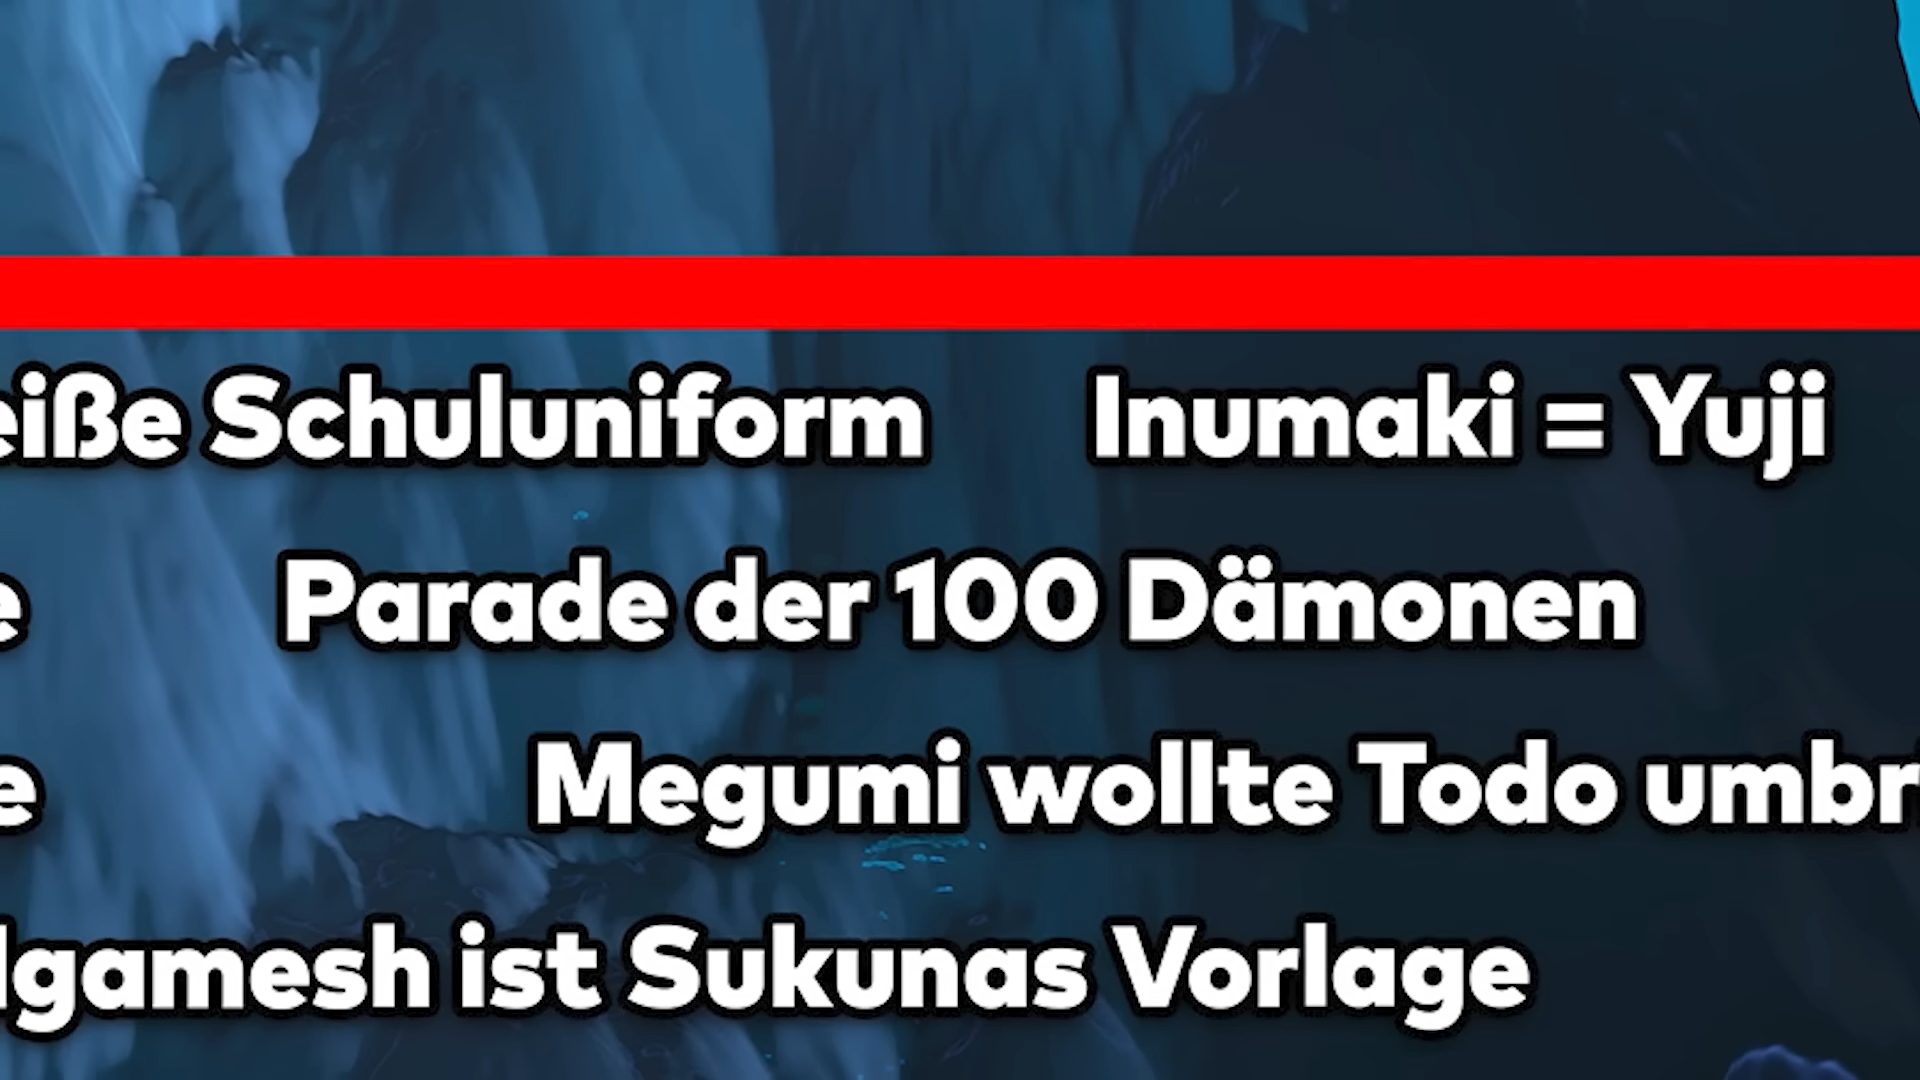 eiße Schuluniform Inumaki = Yuji
e Parade der 100 Dämonen
e Megumi wollte Todo umbr
lgamesh ist Sukunas Vorlage